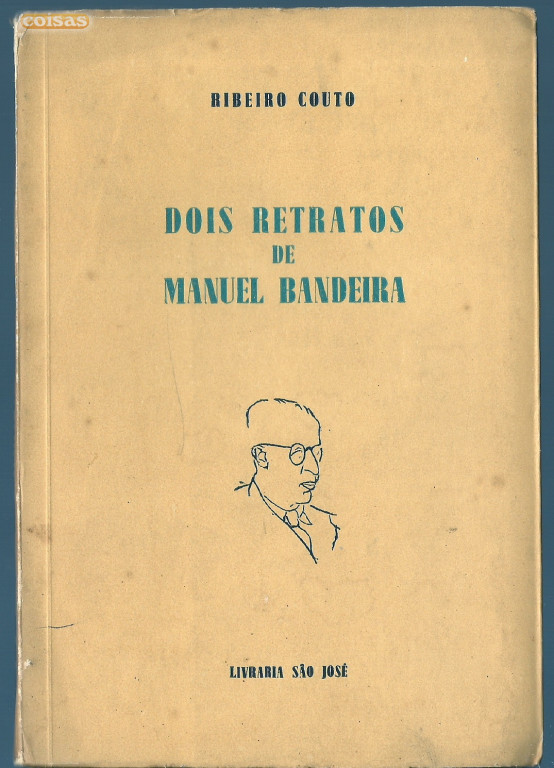 coisas
RIBEIRO COUTO
DOIS RETRATOS
DE
MANUEL BANDEIRA
LIVRARIA SÃO JOSÉ